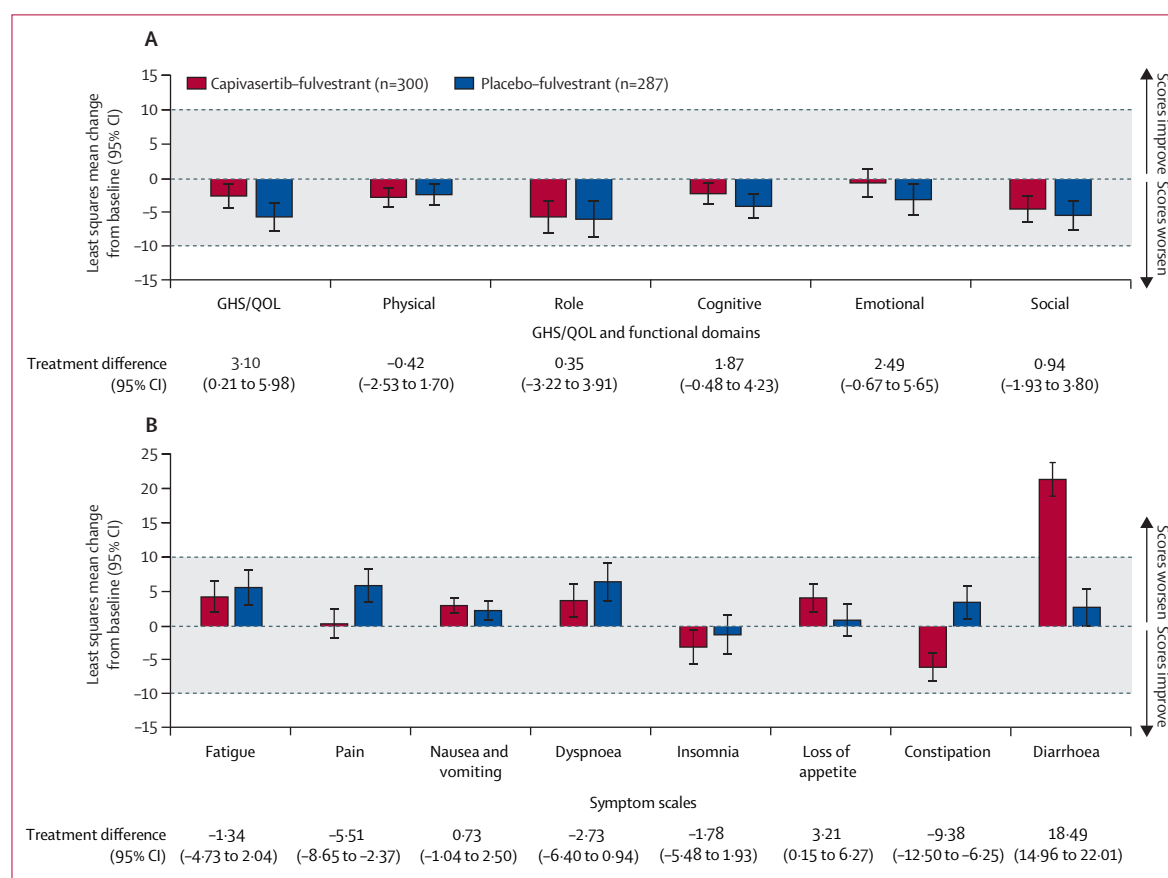 A
Capivasertib–fulvestrant (n=300) Placebo–fulvestrant (n=287)
Least squares mean change
from baseline (95% CI)
15
10
5
0
–5
–10
–15
Scores improve
Scores worsen
GHS/QOL Physical Role Cognitive Emotional Social
GHS/QOL and functional domains
Treatment difference 3·10 –0·42 0·35 1·87 2·49 0·94
(95% CI) (0·21 to 5·98) (–2·53 to 1·70) (–3·22 to 3·91) (–0·48 to 4·23) (–0·67 to 5·65) (–1·93 to 3·80)
B
Least squares mean change
from baseline (95% CI)
25
20
15
10
5
0
–5
–10
–15
Scores worsen
Scores improve
Fatigue Pain Nausea and Dyspnoea Insomnia Loss of Constipation Diarrhoea
vomiting appetite
Symptom scales
Treatment difference –1·34 –5·51 0·73 –2·73 –1·78 3·21 –9·38 18·49
(95% CI) (–4·73 to 2·04) (–8·65 to –2·37) (–1·04 to 2·50) (–6·40 to 0·94) (–5·48 to 1·93) (0·15 to 6·27) (–12·50 to –6·25) (14·96 to 22·01)